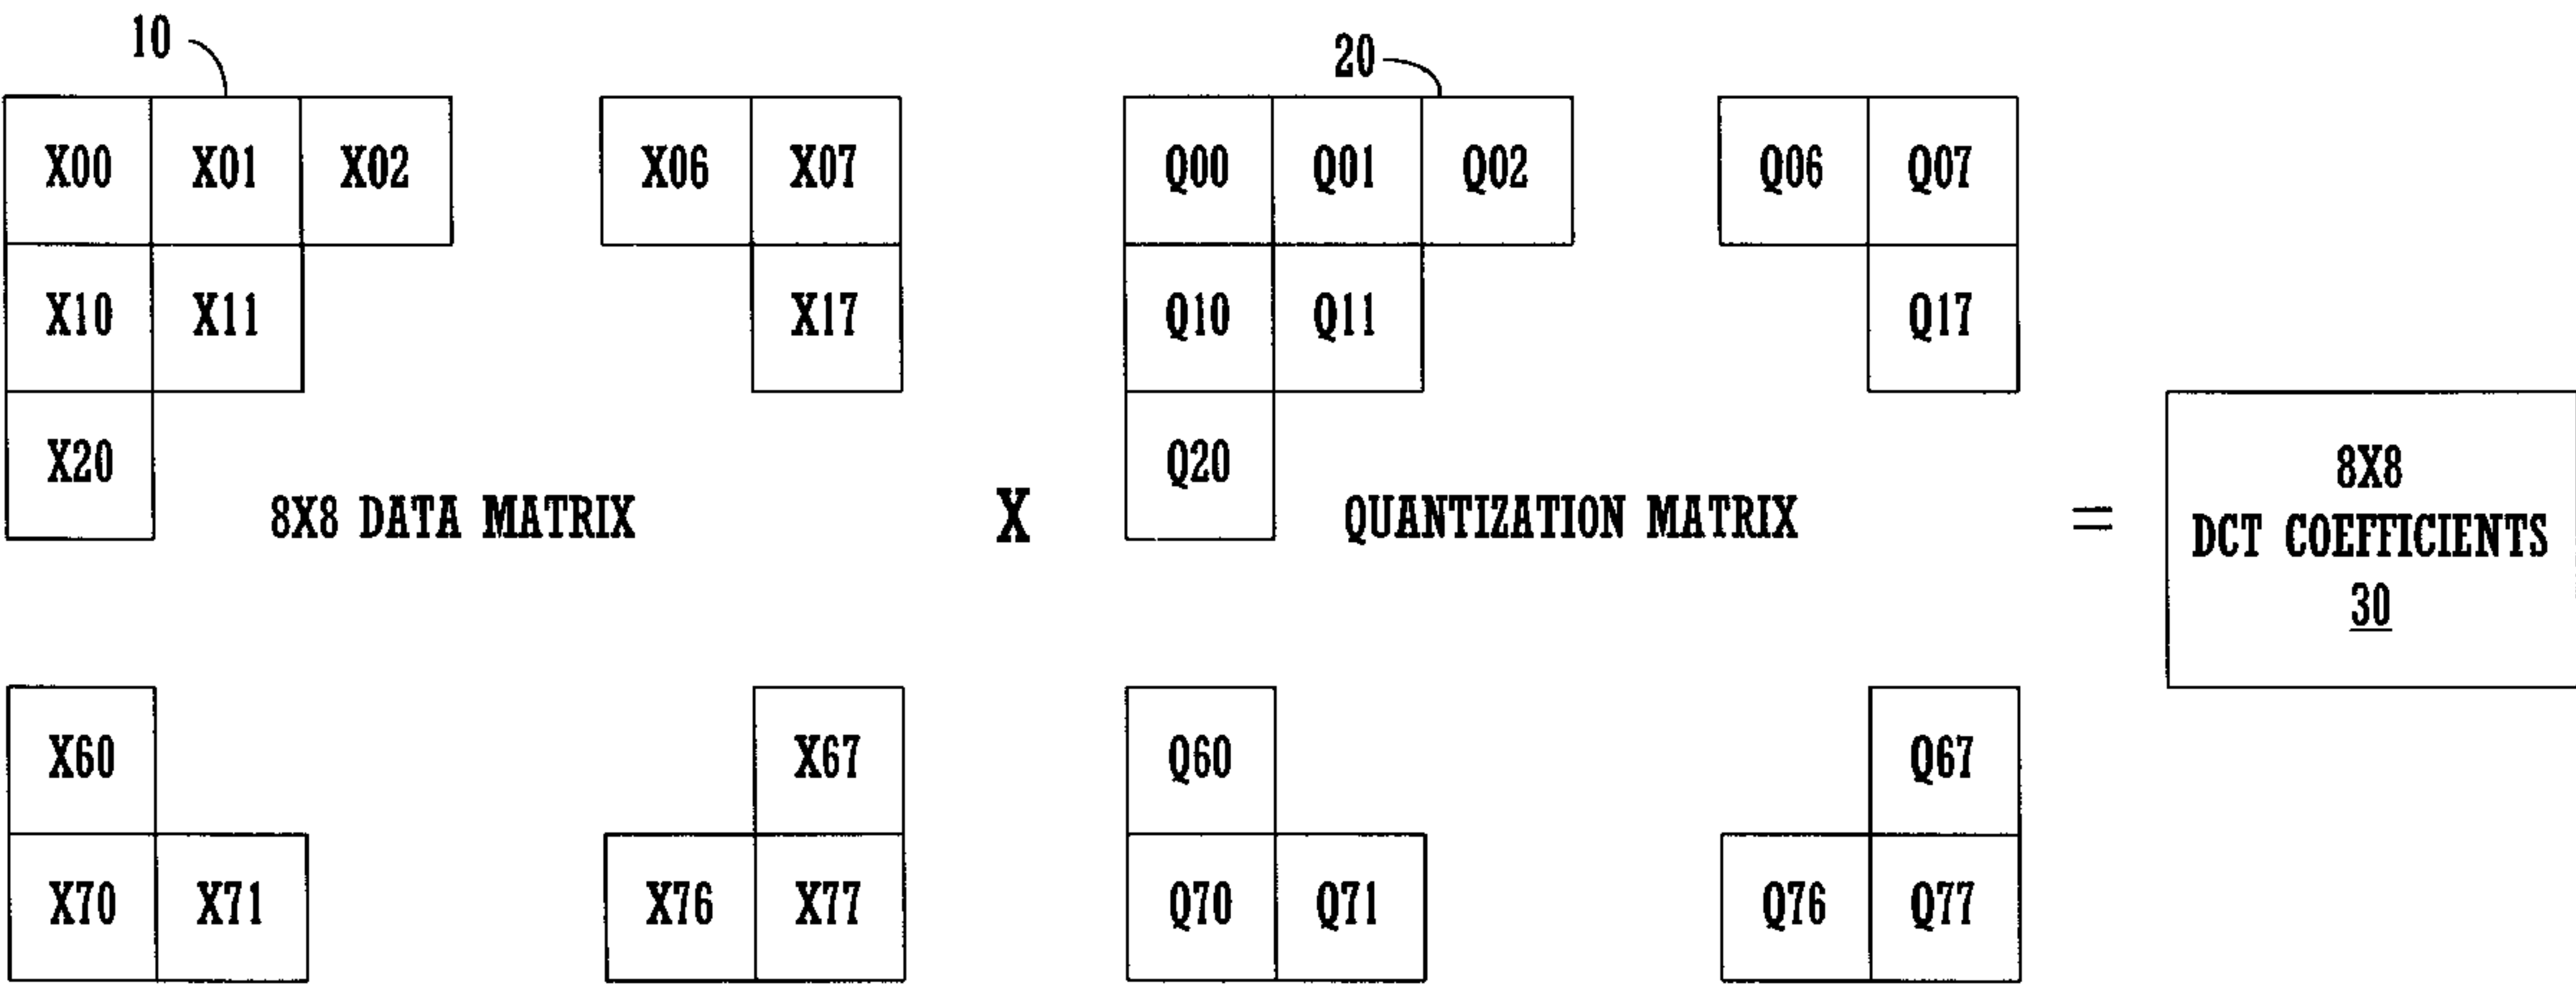 10
20
X00 X01 X02 X06 X07 Q00 Q01 Q02 Q06 Q07
X10 X11 X17 Q10 Q11 Q17
X20 Q20
8X8 DATA MATRIX X QUANTIZATION MATRIX =
8X8
DCT COEFFICIENTS
30
X60 X67 Q60 Q67
X70 X71 X76 X77 Q70 Q71 Q76 Q77